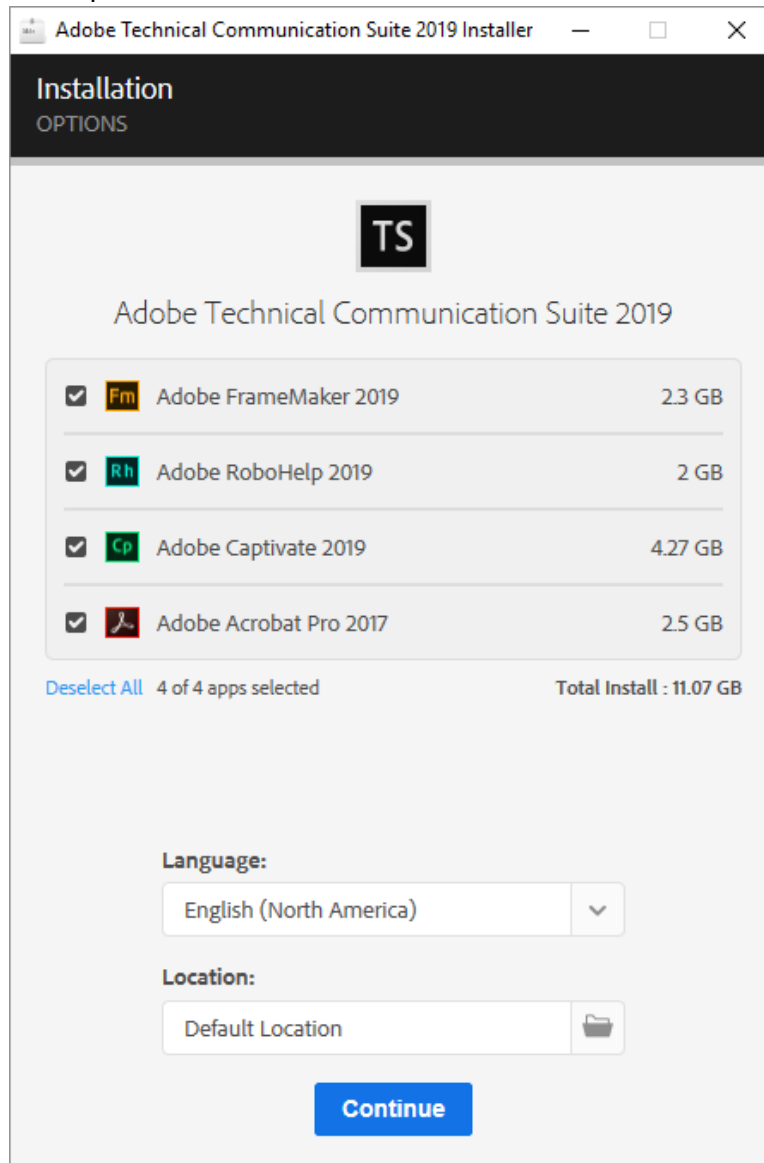 Adobe Technical Communication Suite 2019 Installer
Installation
OPTIONS
TS
Adobe Technical Communication Suite 2019
Fm Adobe FrameMaker 2019 2.3 GB
Rh Adobe RoboHelp 2019 2 GB
Cp Adobe Captivate 2019 4.27 GB
Adobe Acrobat Pro 2017 2.5 GB
Deselect All 4 of 4 apps selected Total Install : 11.07 GB
Language:
English (North America)
Location:
Default Location
Continue